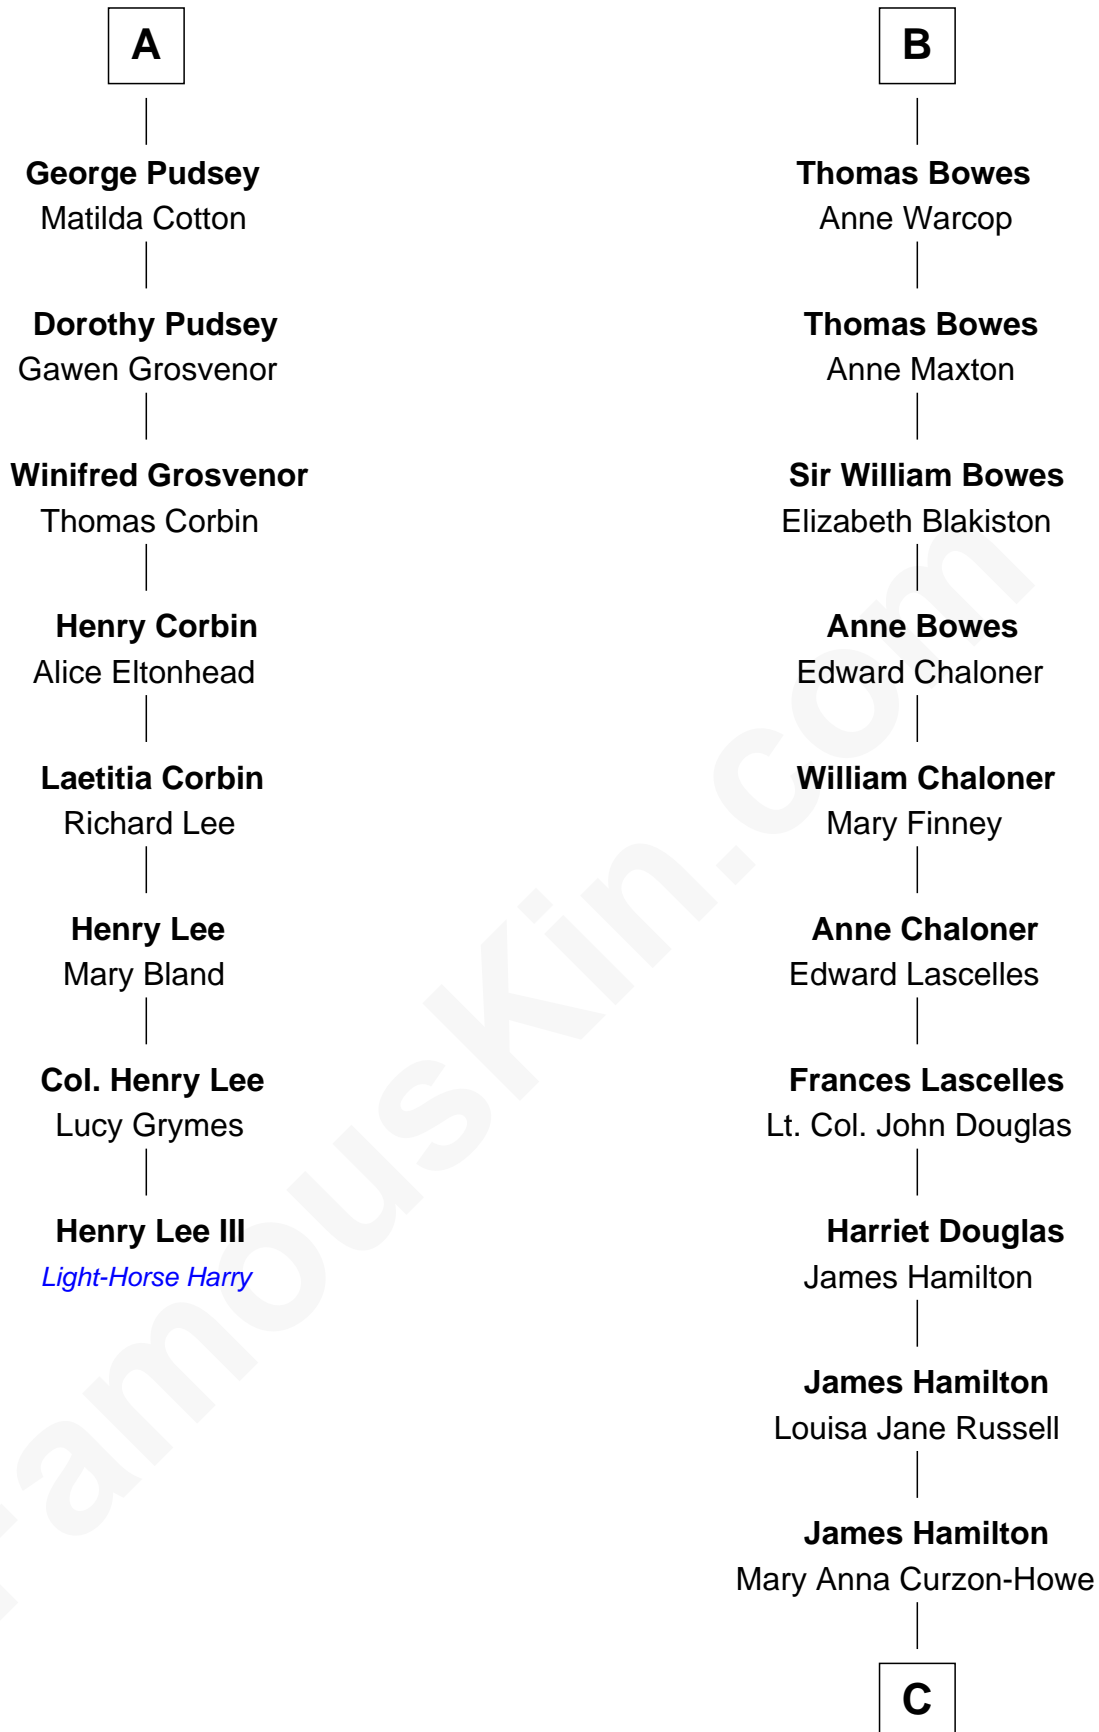 A
George Pudsey
Matilda Cotton
Dorothy Pudsey
Gawen Grosvenor
Winifred Grosvenor
Thomas Corbin
Henry Corbin
Alice Eltonhead
Laetitia Corbin
Richard Lee
Henry Lee
Mary Bland
Col. Henry Lee
Lucy Grymes
Henry Lee III
Light-Horse Harry
B
Thomas Bowes
Anne Warcop
Thomas Bowes
Anne Maxton
Sir William Bowes
Elizabeth Blakiston
Anne Bowes
Edward Chaloner
William Chaloner
Mary Finney
Anne Chaloner
Edward Lascelles
Frances Lascelles
Lt. Col. John Douglas
Harriet Douglas
James Hamilton
James Hamilton
Louisa Jane Russell
James Hamilton
Mary Anna Curzon-Howe
C
FamousKin.com